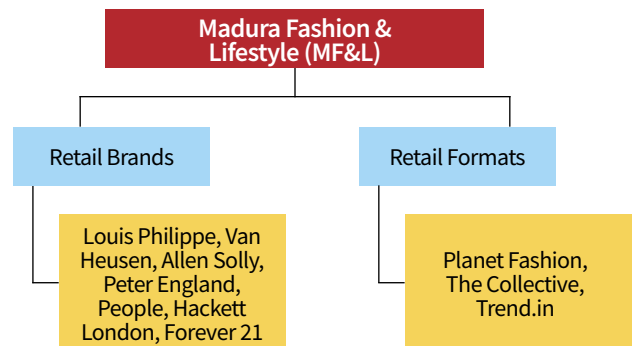 Madura Fashion &
Lifestyle (MF&L)
Retail Brands
Retail Formats
Louis Philippe, Van
Heusen, Allen Solly,
Peter England,
People, Hackett
London, Forever 21
Planet Fashion,
The Collective,
Trend.in